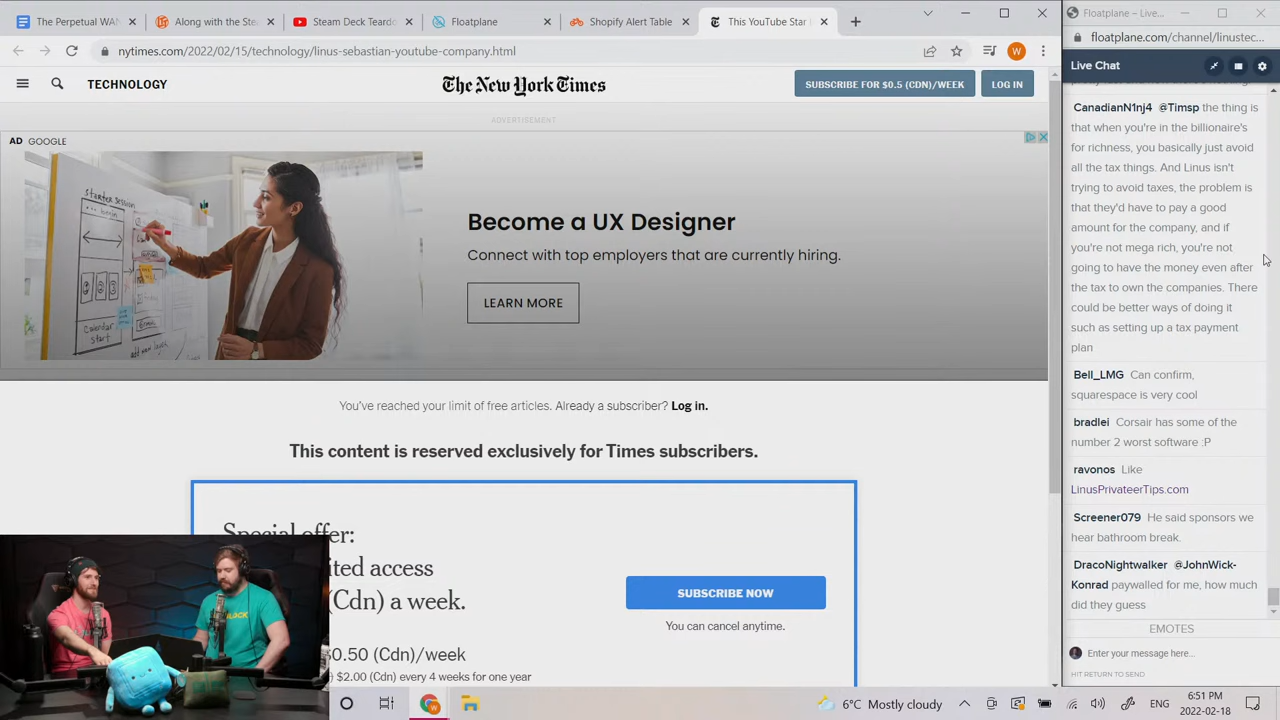 The Perpetual WAN
Along with the Ste
Steam Deck Teardo
Floatplane
Shopify Alert Table
This YouTube Star
nytimes.com/2022/02/15/technology/linus-sebastian-youtube-company.html
TECHNOLOGY
The New York Times
SUBSCRIBE FOR $0.5 (CDN)/WEEK
LOG IN
ADVERTISEMENT
AD GOOGLE
Become a UX Designer
Connect with top employers that are currently hiring.
LEARN MORE
You've reached your limit of free articles. Already a subscriber? Log in.
This content is reserved exclusively for Times subscribers.
Special offer:
ited access
(Cdn) a week.
0.50 (Cdn)/week
$2.00 (Cdn) every 4 weeks for one year
SUBSCRIBE NOW
You can cancel anytime.
Floatplane – Live...
floatplane.com/channel/linustec...
Live Chat
CanadianN1nj4 @Timsp the thing is
that when you're in the billionaire's
for richness, you basically just avoid
all the tax things. And Linus isn't
trying to avoid taxes, the problem is
that they'd have to pay a good
amount for the company, and if
you're not mega rich, you're not
going to have the money even after
the tax to own the companies. There
could be better ways of doing it
such as setting up a tax payment
plan
Bell_LMG Can confirm,
squarespace is very cool
bradlei Corsair has some of the
number 2 worst software :P
ravonos Like
LinusPrivateerTips.com
Screener079 He said sponsors we
hear bathroom break.
DracoNightwalker @JohnWick-
Konrad paywalled for me, how much
did they guess
EMOTES
Enter your message here...
HIT RETURN TO SEND
6°C Mostly cloudy
ENG
6:51 PM
2022-02-18